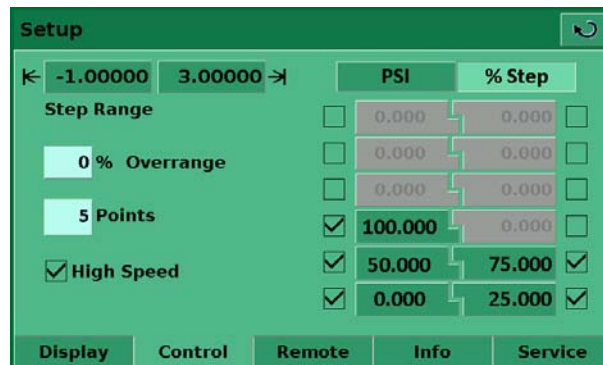 Setup
-1.00000 3.00000
PSI % Step
Step Range
0.000 0.000
0 % Overrange
0.000 0.000
0.000 0.000
5 Points
100.000 0.000
High Speed
50.000 75.000
0.000 25.000
Display Control Remote Info Service